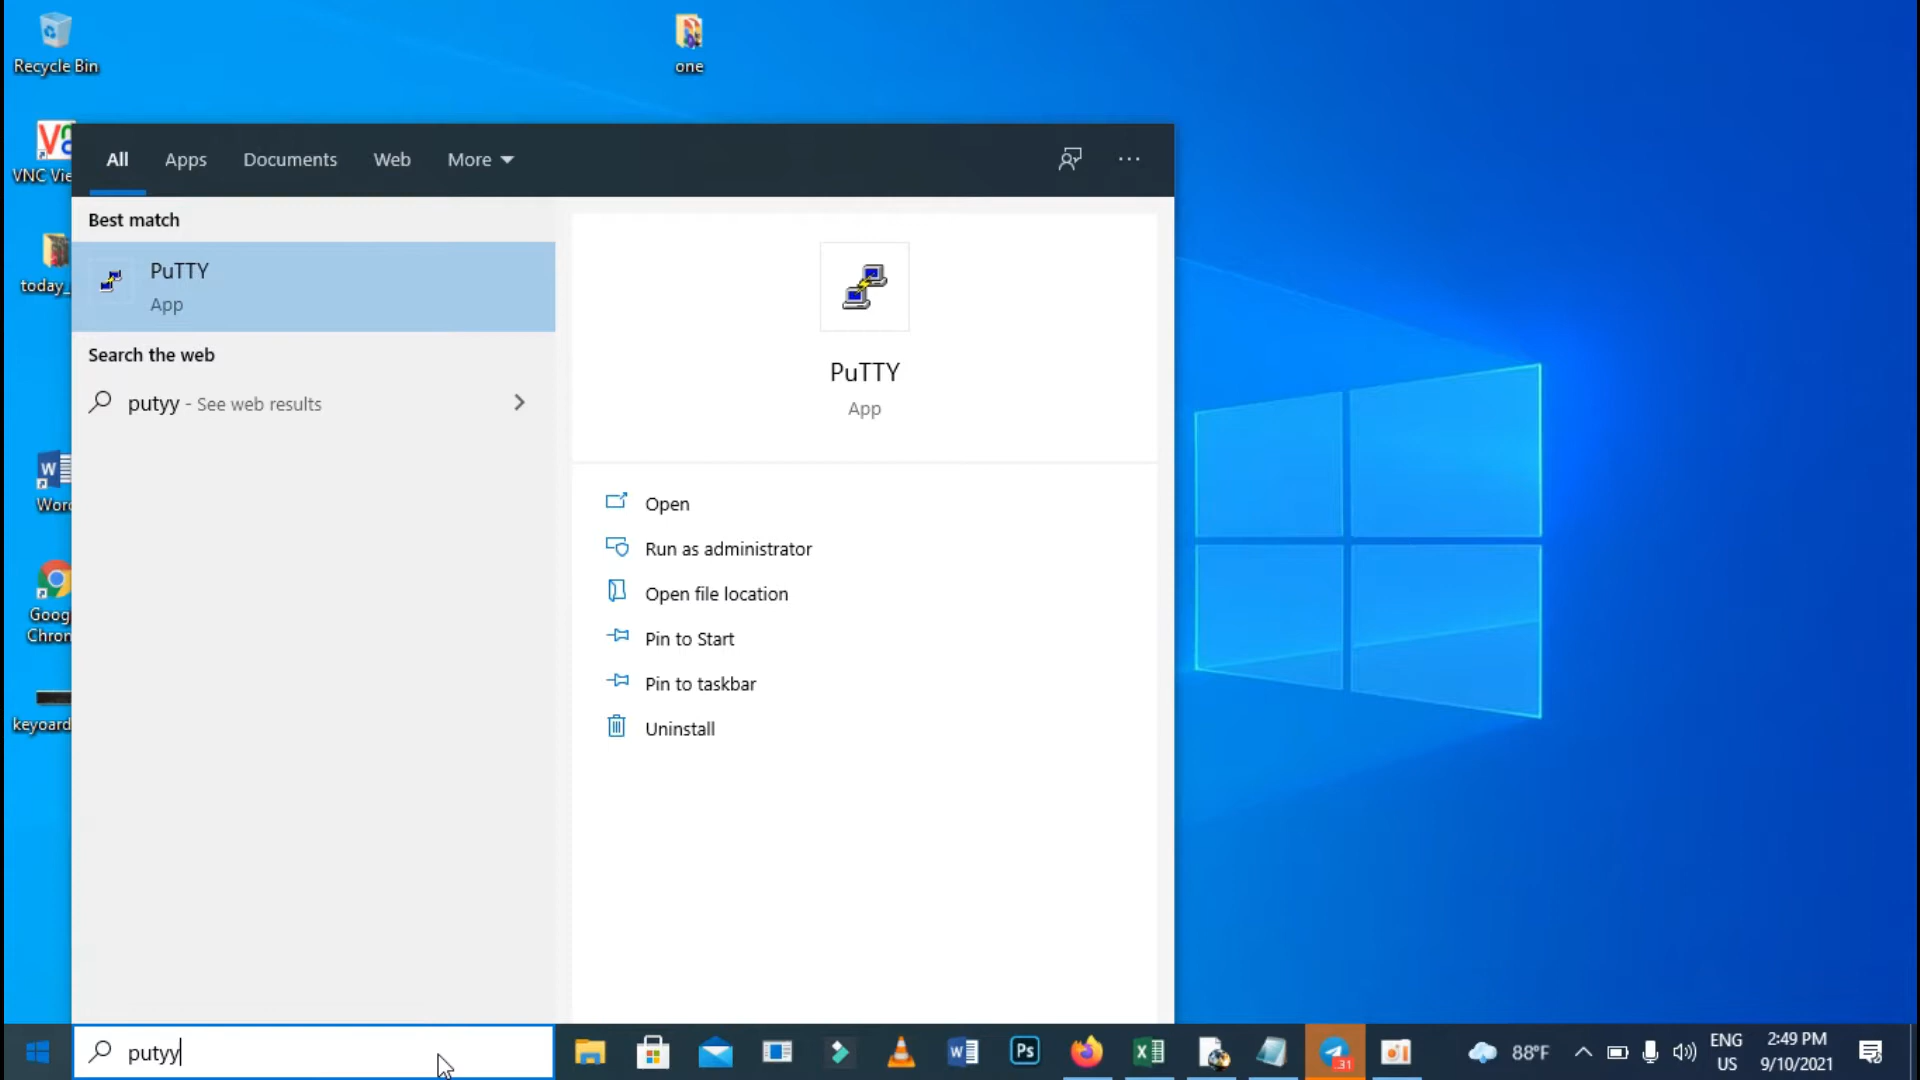 Recycle Bin
one
VNC Vie
today_
Word
Goog
Chron
keyoard
All Apps Documents Web More
Best match
PuTTY
App
Search the web
putyy - See web results
PuTTY
App
Open
Run as administrator
Open file location
Pin to Start
Pin to taskbar
Uninstall
putyy
Ps
31
88°F
ENG
US
2:49 PM
9/10/2021